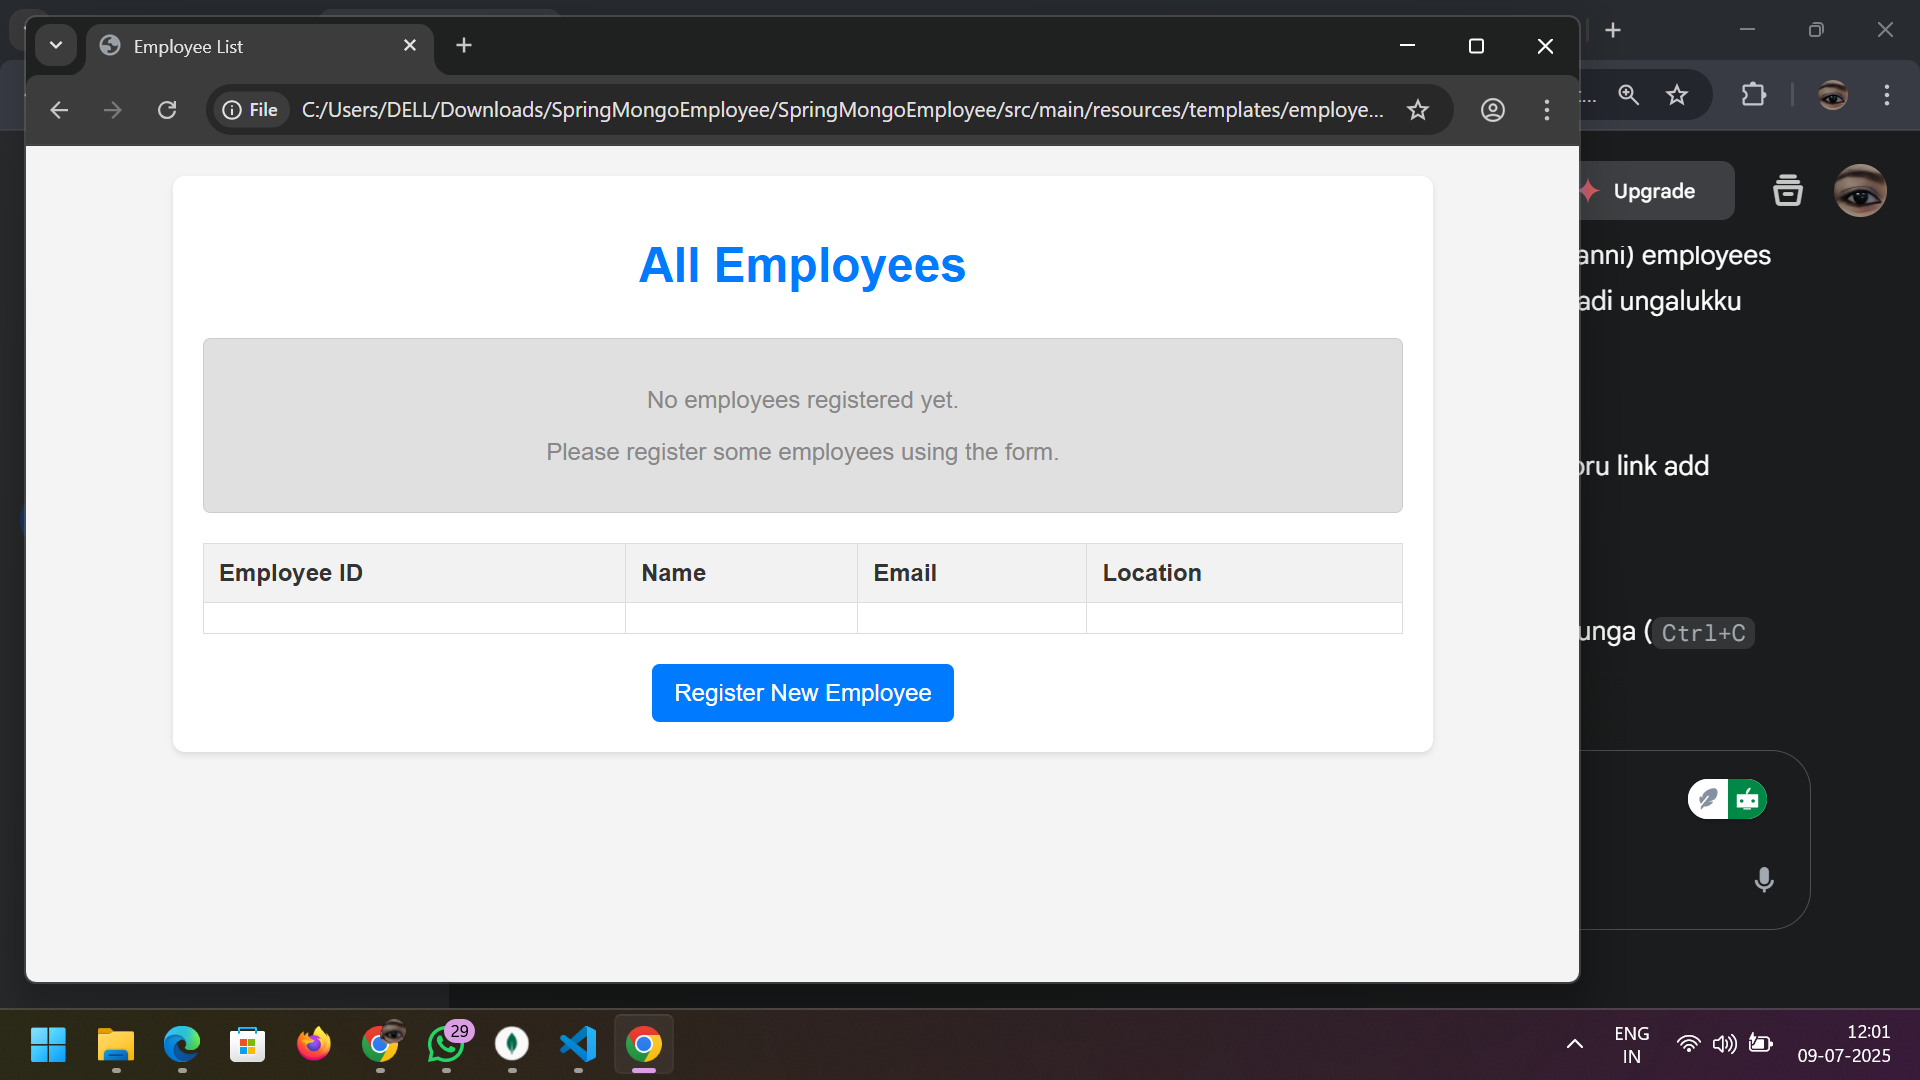 Employee List
File
C:/Users/DELL/Downloads/SpringMongoEmployee/SpringMongoEmployee/src/main/resources/templates/employe...
Upgrade
All Employees
No employees registered yet.
Please register some employees using the form.
Employee ID Name Email Location
Register New Employee
anni) employees
adi ungalukku
oru link add
unga (Ctrl+C
29
ENG
IN
12:01
09-07-2025